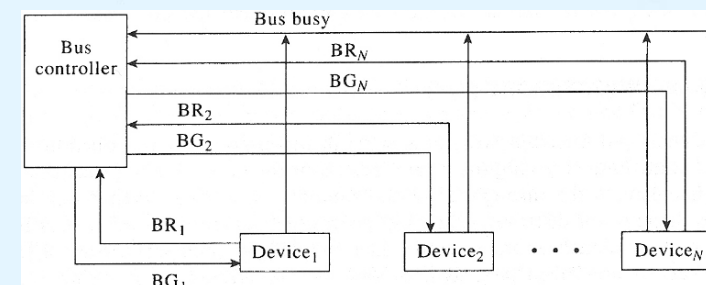 Bus busy
Bus
controller
BR_N
BG_N
BR_2
BG_2
BR_1
BG_1
Device_1
Device_2
• • •
Device_N